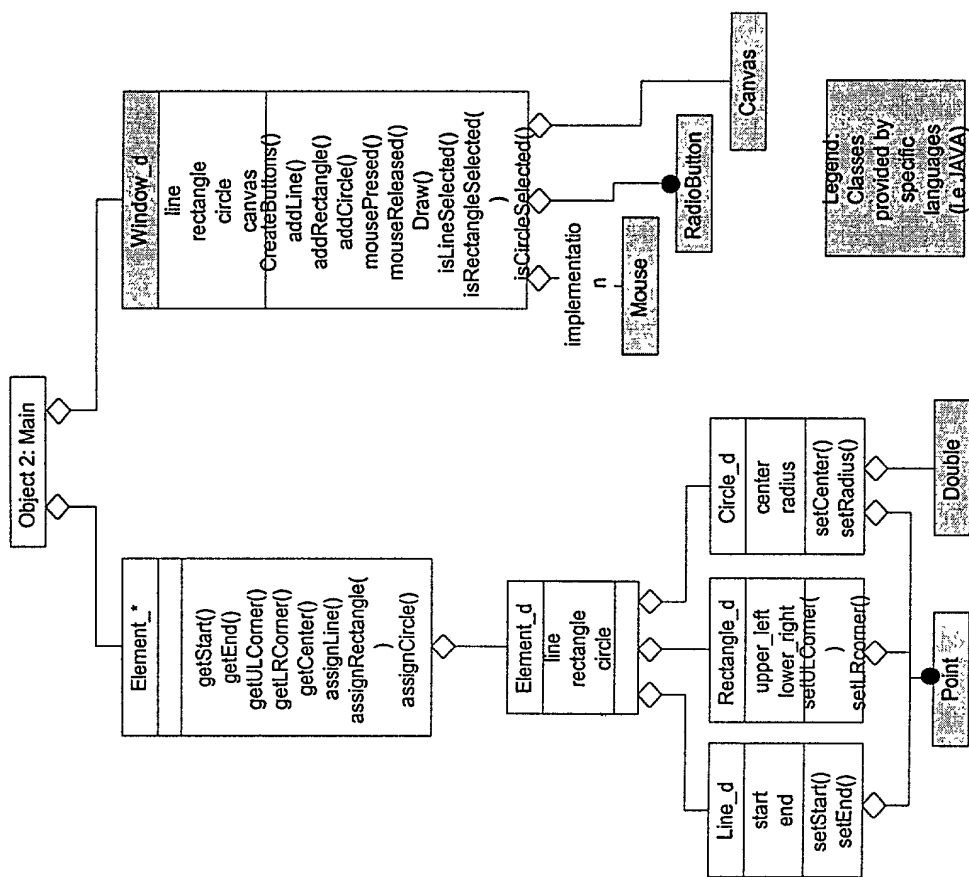 Object 2: Main
Element_*
getStart()
getEnd()
getULCorner()
getLRCorner()
getCenter()
assignLine()
assignRectangle(
)
assignCircle()
Window_d
line
rectangle
circle
canvas
CreateButtons()
addLine()
addRectangle()
addCircle()
mousePresed()
mouseReleased()
Draw()
isLineSelected()
isRectangleSelected(
)
isCircleSelected()
Element_d
line
rectangle
circle
implementatio
n
Mouse
RadioButton
Canvas
Line_d
start
end
setStart()
setEnd()
Rectangle_d
upper_left
lower_right
setULCorner(
)
setLRcorner()
Circle_d
center
radius
setCenter()
setRadius()
Point
Double
Legend:
Classes
provided by
specific
languages
(i.e JAVA)